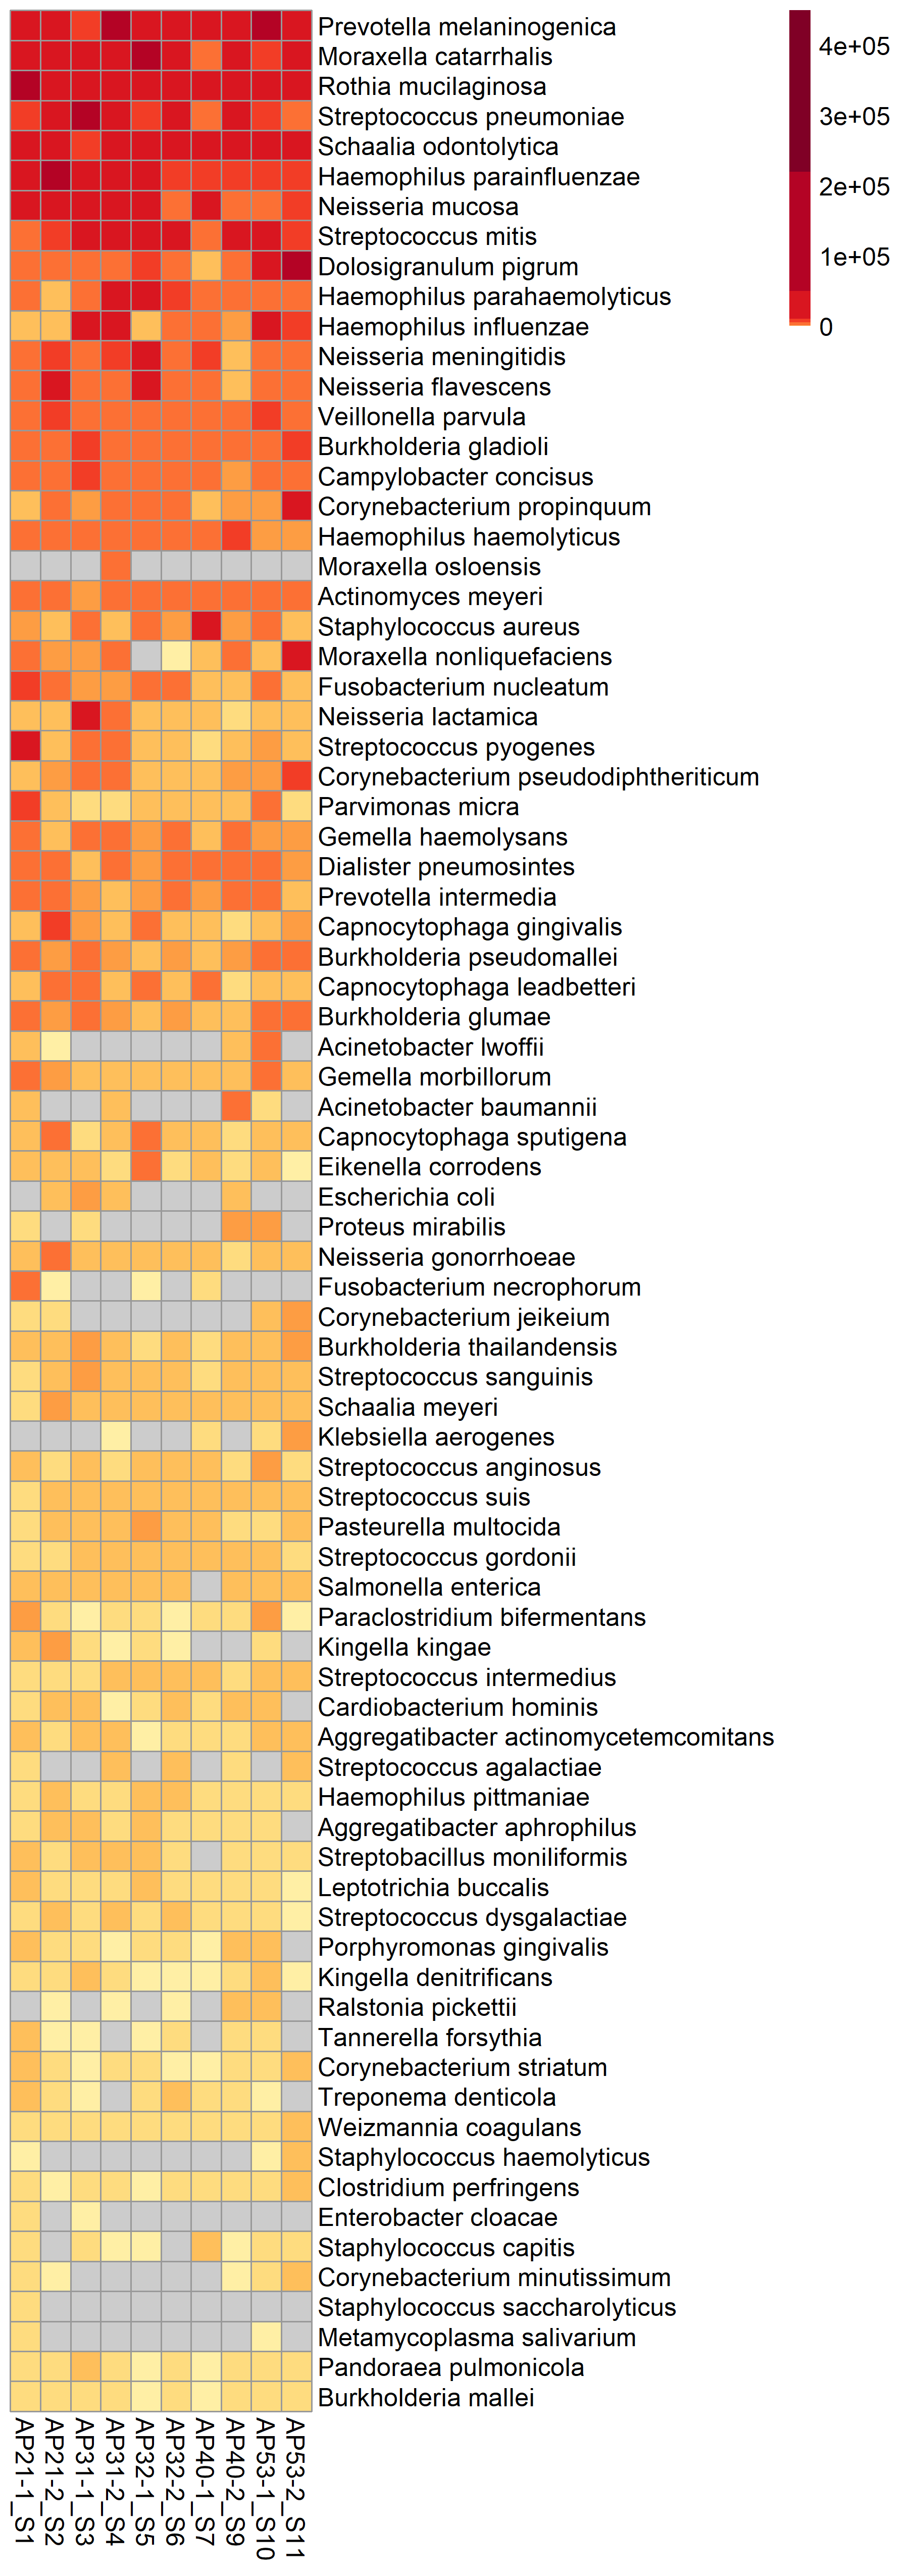 Prevotella melaninogenica
Moraxella catarrhalis
Rothia mucilaginosa
Streptococcus pneumoniae
Schaalia odontolytica
Haemophilus parainfluenzae
Neisseria mucosa
Streptococcus mitis
Dolosigranulum pigrum
Haemophilus parahaemolyticus
Haemophilus influenzae
Neisseria meningitidis
Neisseria flavescens
Veillonella parvula
Burkholderia gladioli
Campylobacter concisus
Corynebacterium propinquum
Haemophilus haemolyticus
Moraxella osloensis
Actinomyces meyeri
Staphylococcus aureus
Moraxella nonliquefaciens
Fusobacterium nucleatum
Neisseria lactamica
Streptococcus pyogenes
Corynebacterium pseudodiphtheriticum
Parvimonas micra
Gemella haemolysans
Dialister pneumosintes
Prevotella intermedia
Capnocytophaga gingivalis
Burkholderia pseudomallei
Capnocytophaga leadbetteri
Burkholderia glumae
Acinetobacter lwoffii
Gemella morbillorum
Acinetobacter baumannii
Capnocytophaga sputigena
Eikenella corrodens
Escherichia coli
Proteus mirabilis
Neisseria gonorrhoeae
Fusobacterium necrophorum
Corynebacterium jeikeium
Burkholderia thailandensis
Streptococcus sanguinis
Schaalia meyeri
Klebsiella aerogenes
Streptococcus anginosus
Streptococcus suis
Pasteurella multocida
Streptococcus gordonii
Salmonella enterica
Paraclostridium bifermentans
Kingella kingae
Streptococcus intermedius
Cardiobacterium hominis
Aggregatibacter actinomycetemcomitans
Streptococcus agalactiae
Haemophilus pittmaniae
Aggregatibacter aphrophilus
Streptobacillus moniliformis
Leptotrichia buccalis
Streptococcus dysgalactiae
Porphyromonas gingivalis
Kingella denitrificans
Ralstonia pickettii
Tannerella forsythia
Corynebacterium striatum
Treponema denticola
Weizmannia coagulans
Staphylococcus haemolyticus
Clostridium perfringens
Enterobacter cloacae
Staphylococcus capitis
Corynebacterium minutissimum
Staphylococcus saccharolyticus
Metamycoplasma salivarium
Pandoraea pulmonicola
Burkholderia mallei
AP21-1_S1
AP21-2_S2
AP31-1_S3
AP31-2_S4
AP32-1_S5
AP32-2_S6
AP40-1_S7
AP40-2_S9
AP53-1_S10
AP53-2_S11
4e+05
3e+05
2e+05
1e+05
0